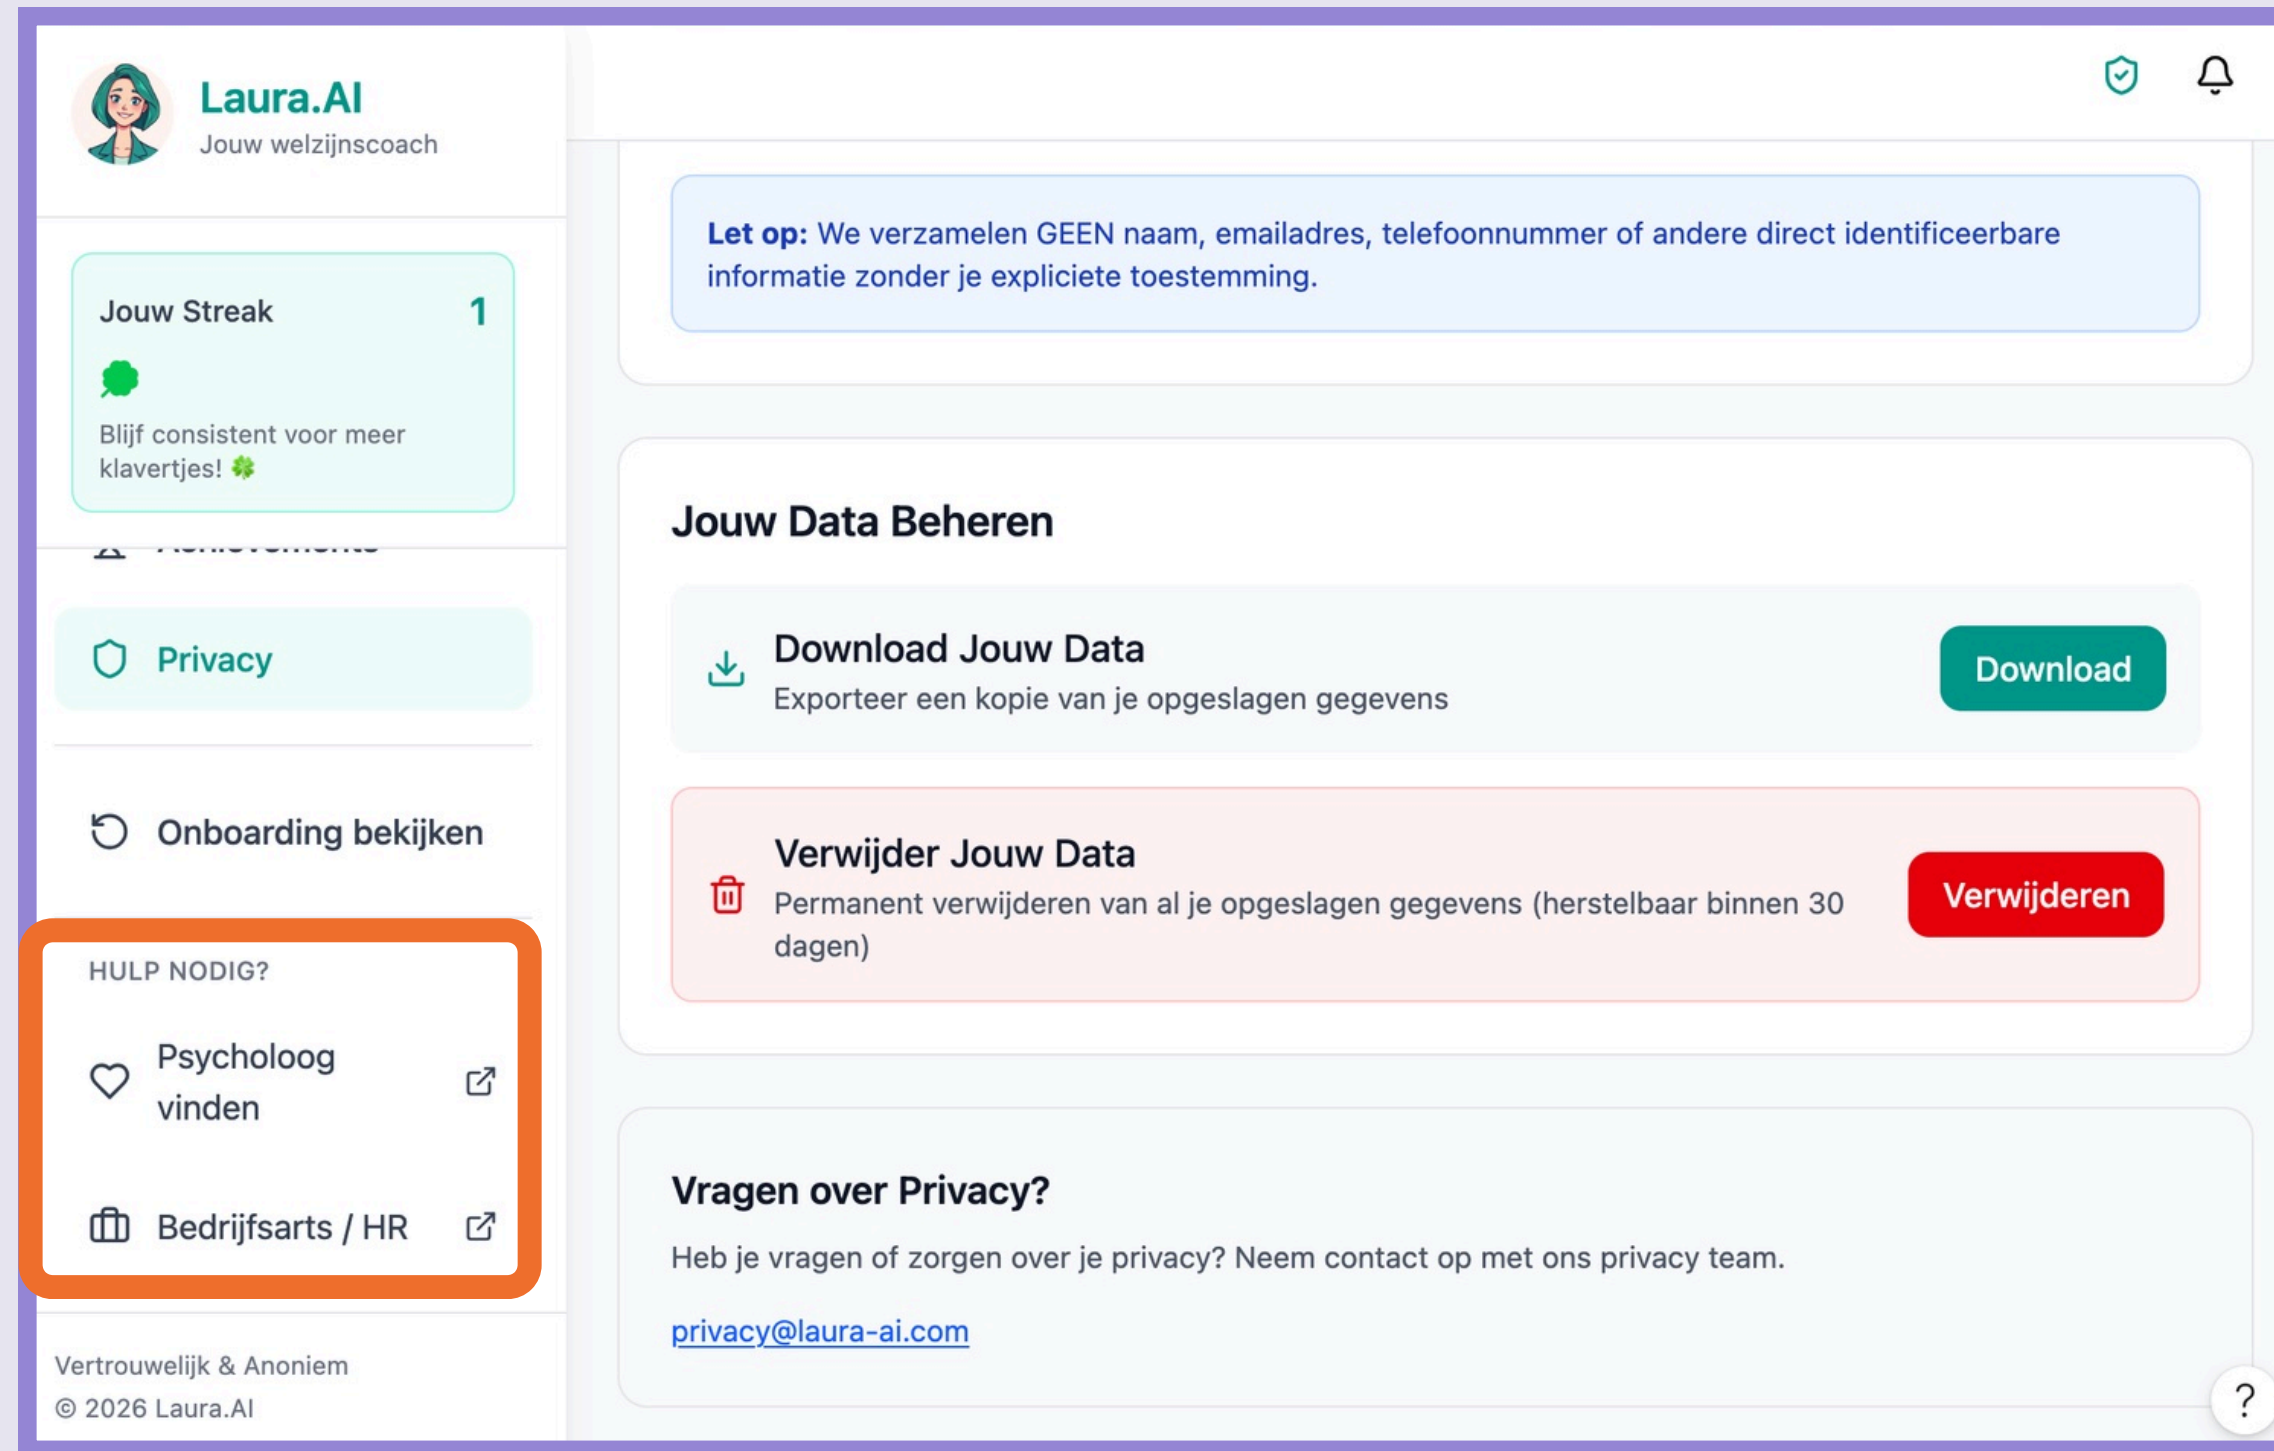 Laura.AI
Jouw welzijnscoach
Jouw Streak 1
Blijf consistent voor meer
klavertjes! 🍀
Achievements
Privacy
Onboarding bekijken
HULP NODIG?
Psycholoog
vinden
Bedrijfsarts / HR
Vertrouwelijk & Anoniem
© 2026 Laura.AI
Let op: We verzamelen GEEN naam, emailadres, telefoonnummer of andere direct identificeerbare
informatie zonder je expliciete toestemming.
Jouw Data Beheren
Download Jouw Data
Exporteer een kopie van je opgeslagen gegevens
Download
Verwijder Jouw Data
Permanent verwijderen van al je opgeslagen gegevens (herstelbaar binnen 30
dagen)
Verwijderen
Vragen over Privacy?
Heb je vragen of zorgen over je privacy? Neem contact op met ons privacy team.
privacy@laura-ai.com
?